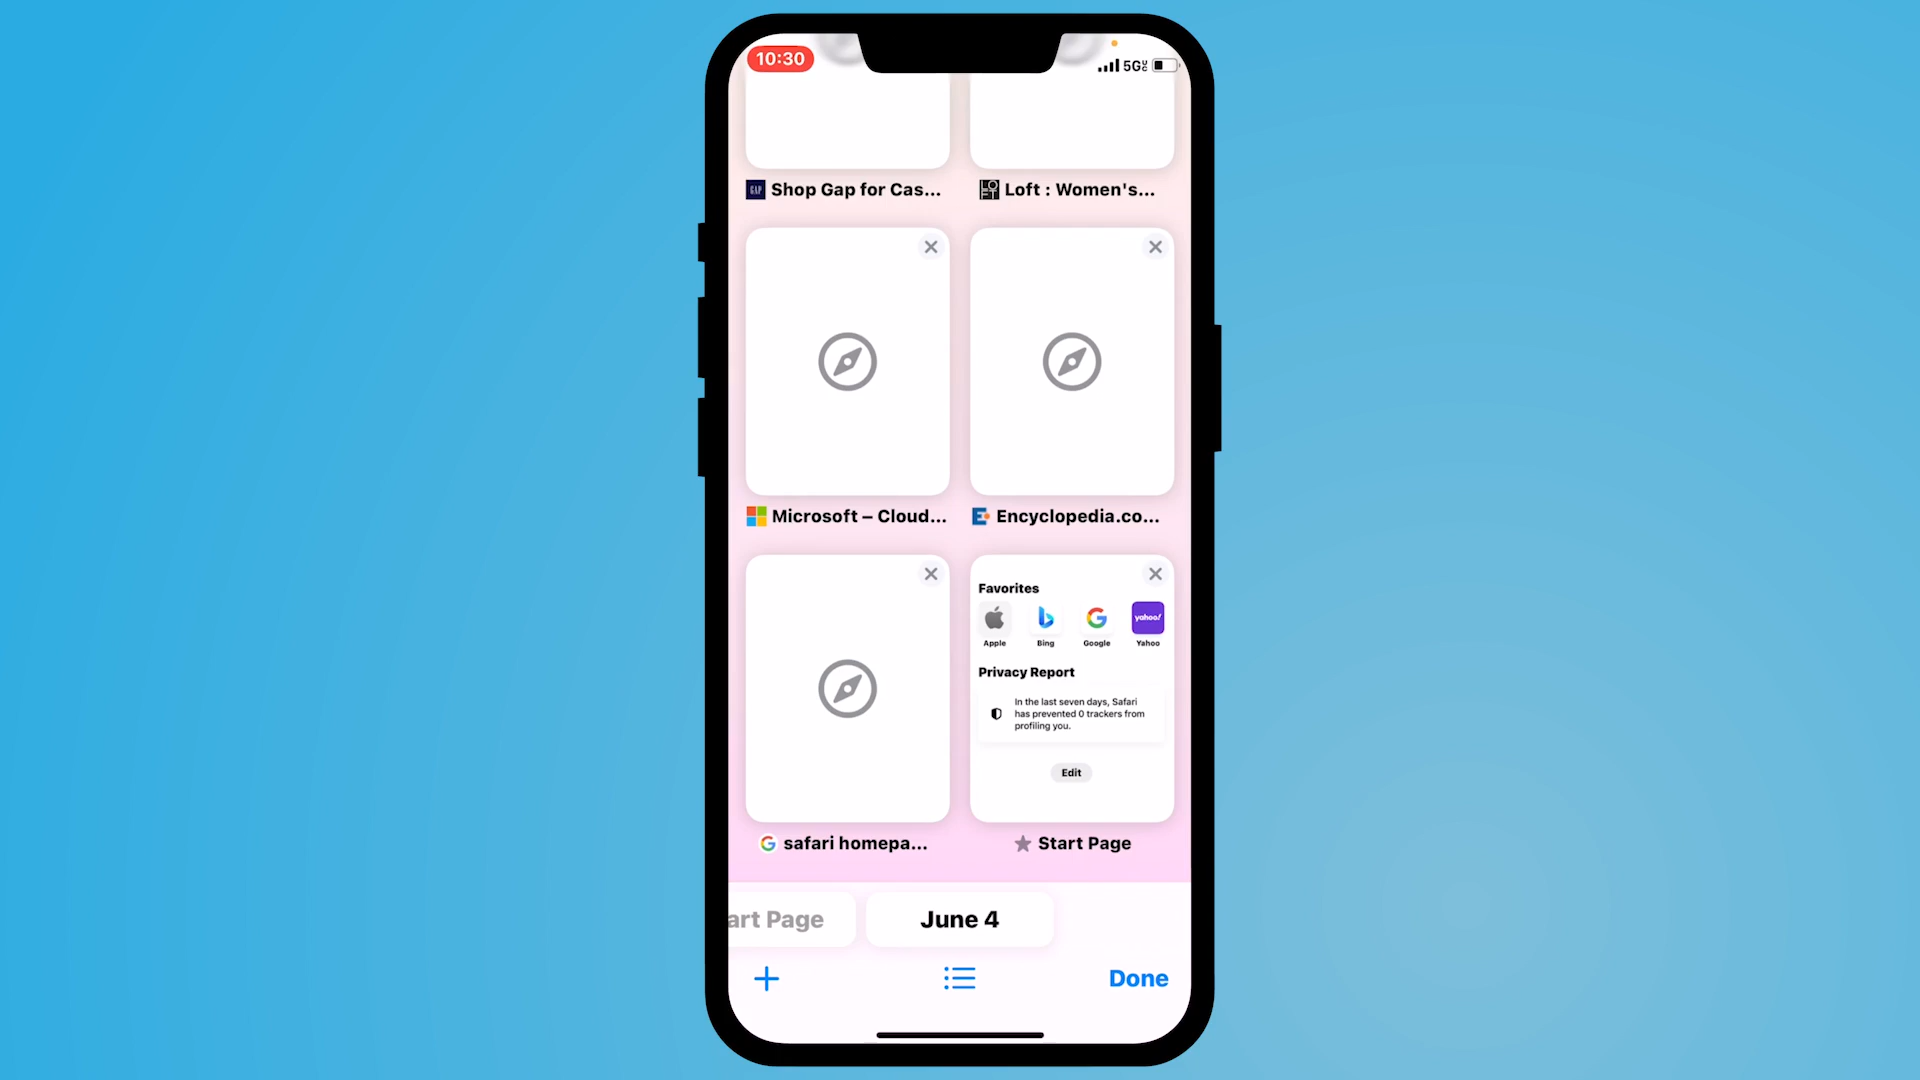 10:30
5G
Shop Gap for Cas...
Loft : Women's...
Microsoft – Cloud...
Encyclopedia.co...
Favorites
yahoo!
Apple
Bing
Google
Yahoo
Privacy Report
In the last seven days, Safari
has prevented 0 trackers from
profiling you.
Edit
safari homepa...
Start Page
art Page
June 4
Done